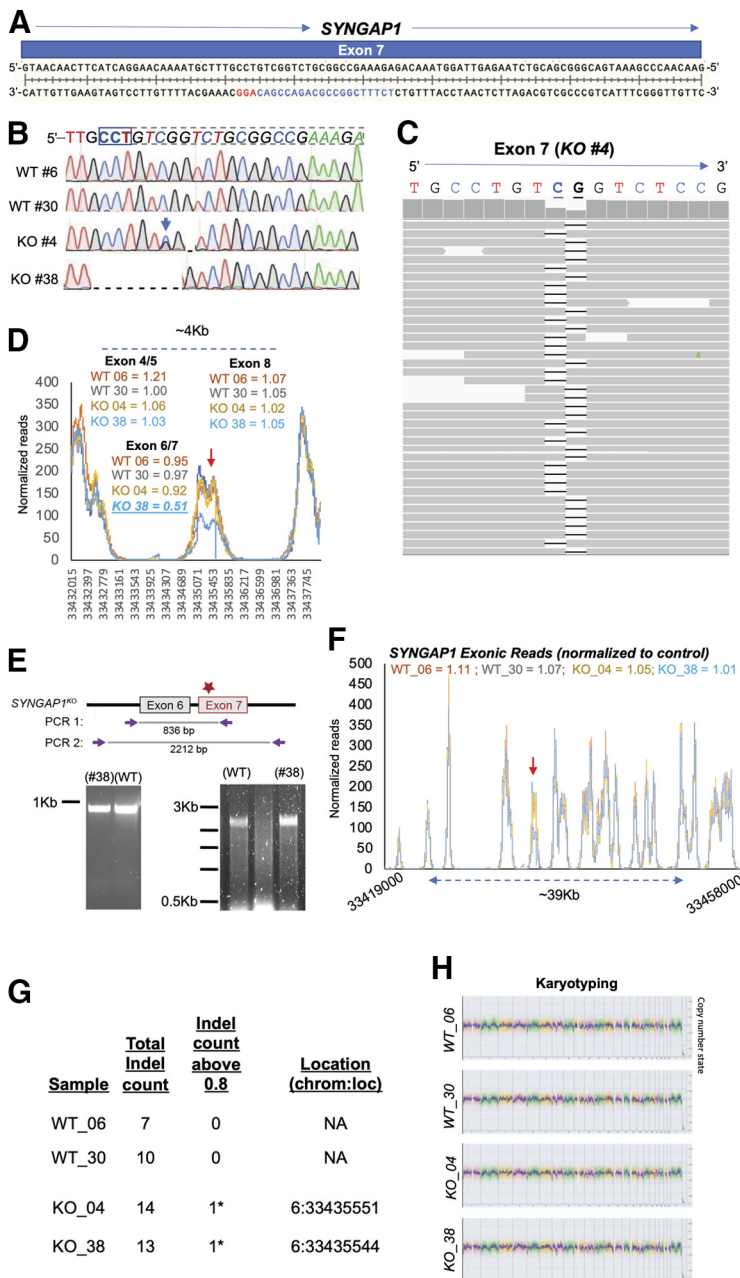 A
SYNGAP1
Exon 7
5'-GTAACAACTTCATCAGGAACAAAATGCTTTGCCTGTCGGTCTGCGGCCGAAAGAGACAAATGGATTGAGAATCTGCAGCGGGCAGTAAAGCCCAACAAG-5'
3'-CATTGTTGAAGTAGTCCTTGTTTTACGAAACGGACAGCCAGACGCCGGCTTTCTCTGTTTACCTAACTCTTAGACGTCGCCCGTCATTTCGGGTTGTTC-3'
B
5'–TTGCCTGTCGGTCTGCGGCCGAAAGA
WT #6
WT #30
KO #4
KO #38
C
Exon 7 (KO #4)
5' 3'
T G C C T G T C G G T C T C C G
A
D
~4Kb
Exon 4/5
WT 06 = 1.21
WT 30 = 1.00
KO 04 = 1.06
KO 38 = 1.03
Exon 8
WT 06 = 1.07
WT 30 = 1.05
KO 04 = 1.02
KO 38 = 1.05
Exon 6/7
WT 06 = 0.95
WT 30 = 0.97
KO 04 = 0.92
KO 38 = 0.51
Normalized reads
400
350
300
250
200
150
100
50
0
33432015
33432397
33432779
33433161
33433543
33433925
33434307
33434689
33435071
33435453
33435835
33436217
33436599
33436981
33437363
33437745
E
SYNGAP1KO
Exon 6
Exon 7
PCR 1:
836 bp
PCR 2:
2212 bp
(#38)(WT)
1Kb
(WT) (#38)
3Kb
0.5Kb
F
SYNGAP1 Exonic Reads (normalized to control)
WT_06 = 1.11 ; WT_30 = 1.07; KO_04 = 1.05; KO_38 = 1.01
Normalized reads
500
450
400
350
300
250
200
150
100
50
0
33419000
~39Kb
33458000
G
Sample Total Indel count Indel count above 0.8 Location (chrom:loc)
WT_06 7 0 NA
WT_30 10 0 NA
KO_04 14 1* 6:33435551
KO_38 13 1* 6:33435544
H
Karyotyping
Copy number state
WT_06
WT_30
KO_04
KO_38